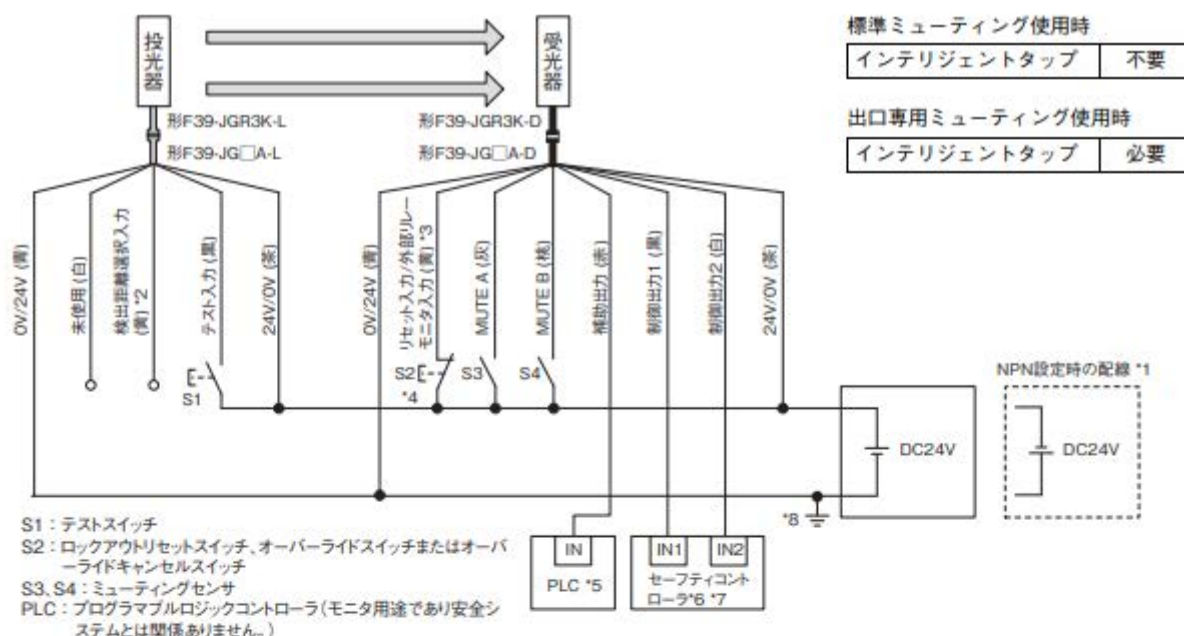 投光器
受光器
標準ミューティング使用時
インテリジェントタップ 不要
形F39-JGR3K-L
形F39-JG□A-L
形F39-JGR3K-D
形F39-JG□A-D
出口専用ミューティング使用時
インテリジェントタップ 必要
0V/24V (青)
未使用 (白)
検出距離選択入力
(黄) *2
テスト入力 (黒)
24V/0V (茶)
0V/24V (青)
リセット入力/外部リレー
モニタ入力 (黄) *3
MUTE A (灰)
MUTE B (桃)
補助出力 (赤)
制御出力1 (黒)
制御出力2 (白)
24V/0V (茶)
S1
S2
*4
S3
S4
NPN設定時の配線 *1
DC24V
DC24V
*8
S1：テストスイッチ
S2：ロックアウトリセットスイッチ、オーバーライドスイッチまたはオーバ
ーライドキャンセルスイッチ
S3、S4：ミューティングセンサ
PLC：プログラマブルロジックコントローラ（モニタ用途であり安全シ
ステムとは関係ありません。）
IN
PLC *5
IN1 IN2
セーフティコント
ローラ*6 *7